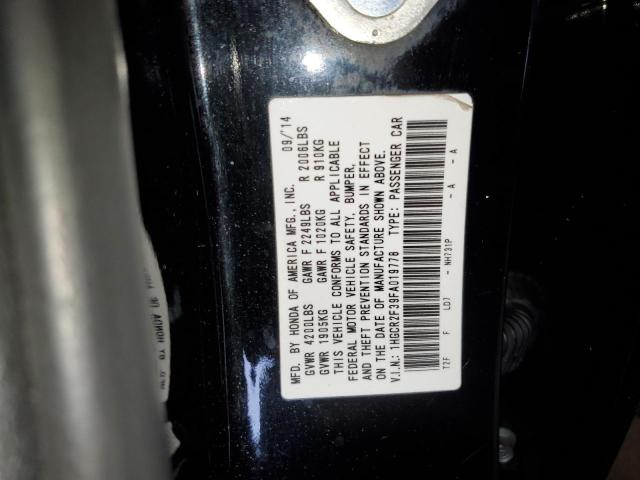 MFD. BY HONDA OF AMERICA MFG., INC. 09/'14
GVWR 4200LBS GAWR F 2249LBS R 2006LBS
GVWR 1905KG GAWR F 1020KG R 910KG
THIS VEHICLE CONFORMS TO ALL APPLICABLE
FEDERAL MOTOR VEHICLE SAFETY, BUMPER,
AND THEFT PREVENTION STANDARDS IN EFFECT
ON THE DATE OF MANUFACTURE SHOWN ABOVE.
V.I.N.: 1HGCR2F39FA019778 TYPE: PASSENGER CAR
T2F F LD7 - NH731P - A - A